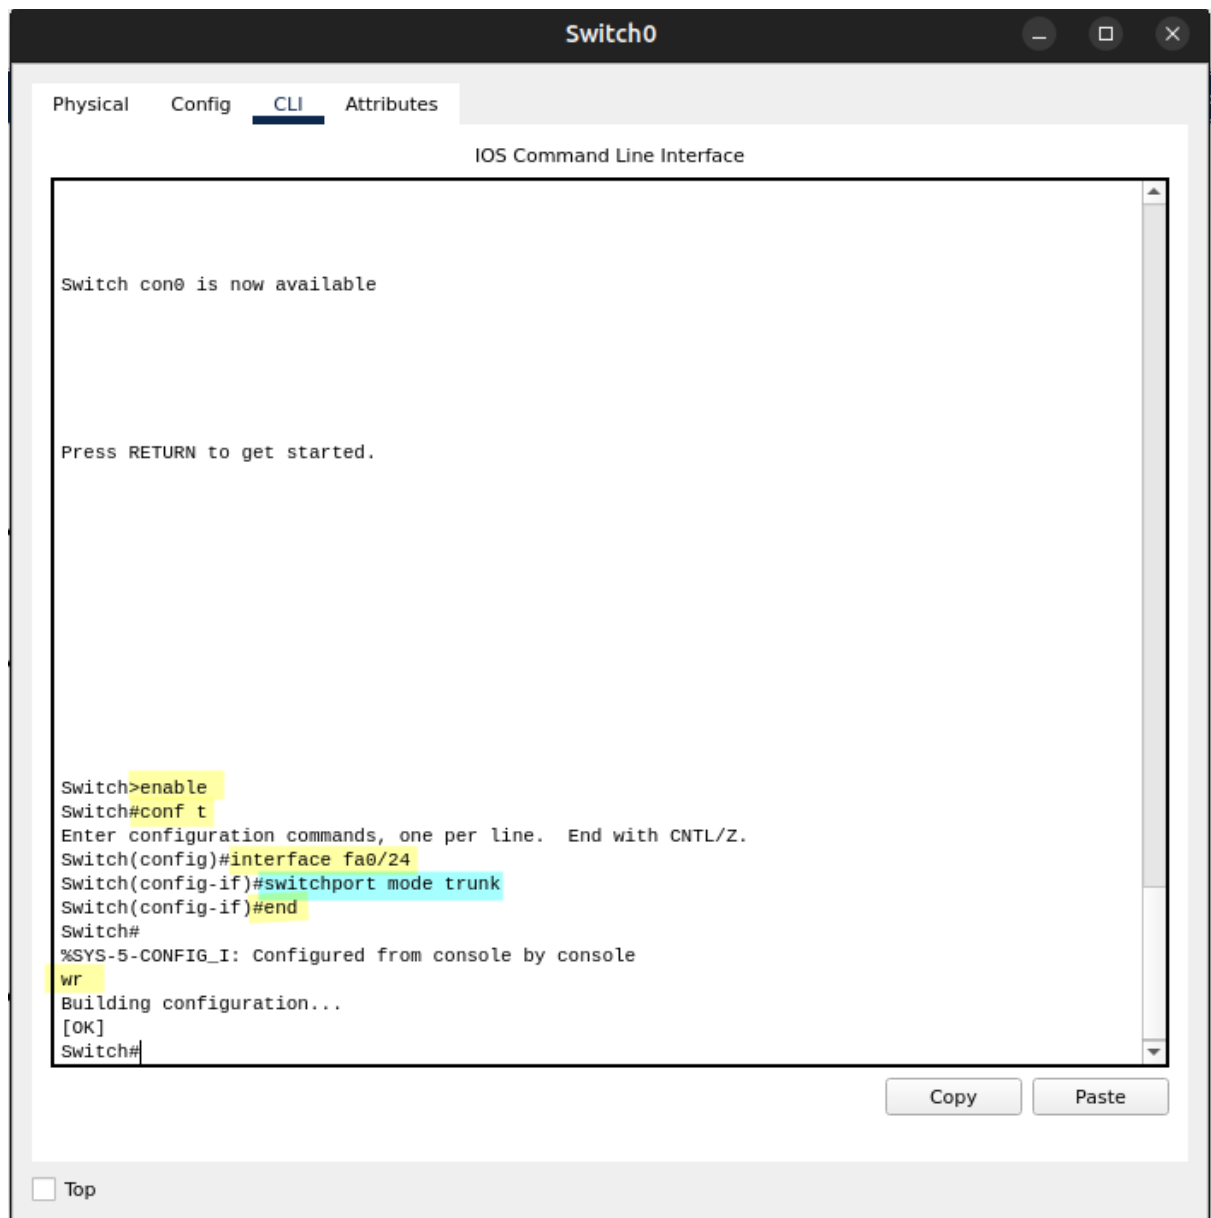 Switch0
Physical Config CLI Attributes
IOS Command Line Interface
Switch con0 is now available
Press RETURN to get started.
Switch>enable
Switch#conf t
Enter configuration commands, one per line.  End with CNTL/Z.
Switch(config)#interface fa0/24
Switch(config-if)#switchport mode trunk
Switch(config-if)#end
Switch#
%SYS-5-CONFIG_I: Configured from console by console
wr
Building configuration...
[OK]
Switch#
Copy Paste
Top